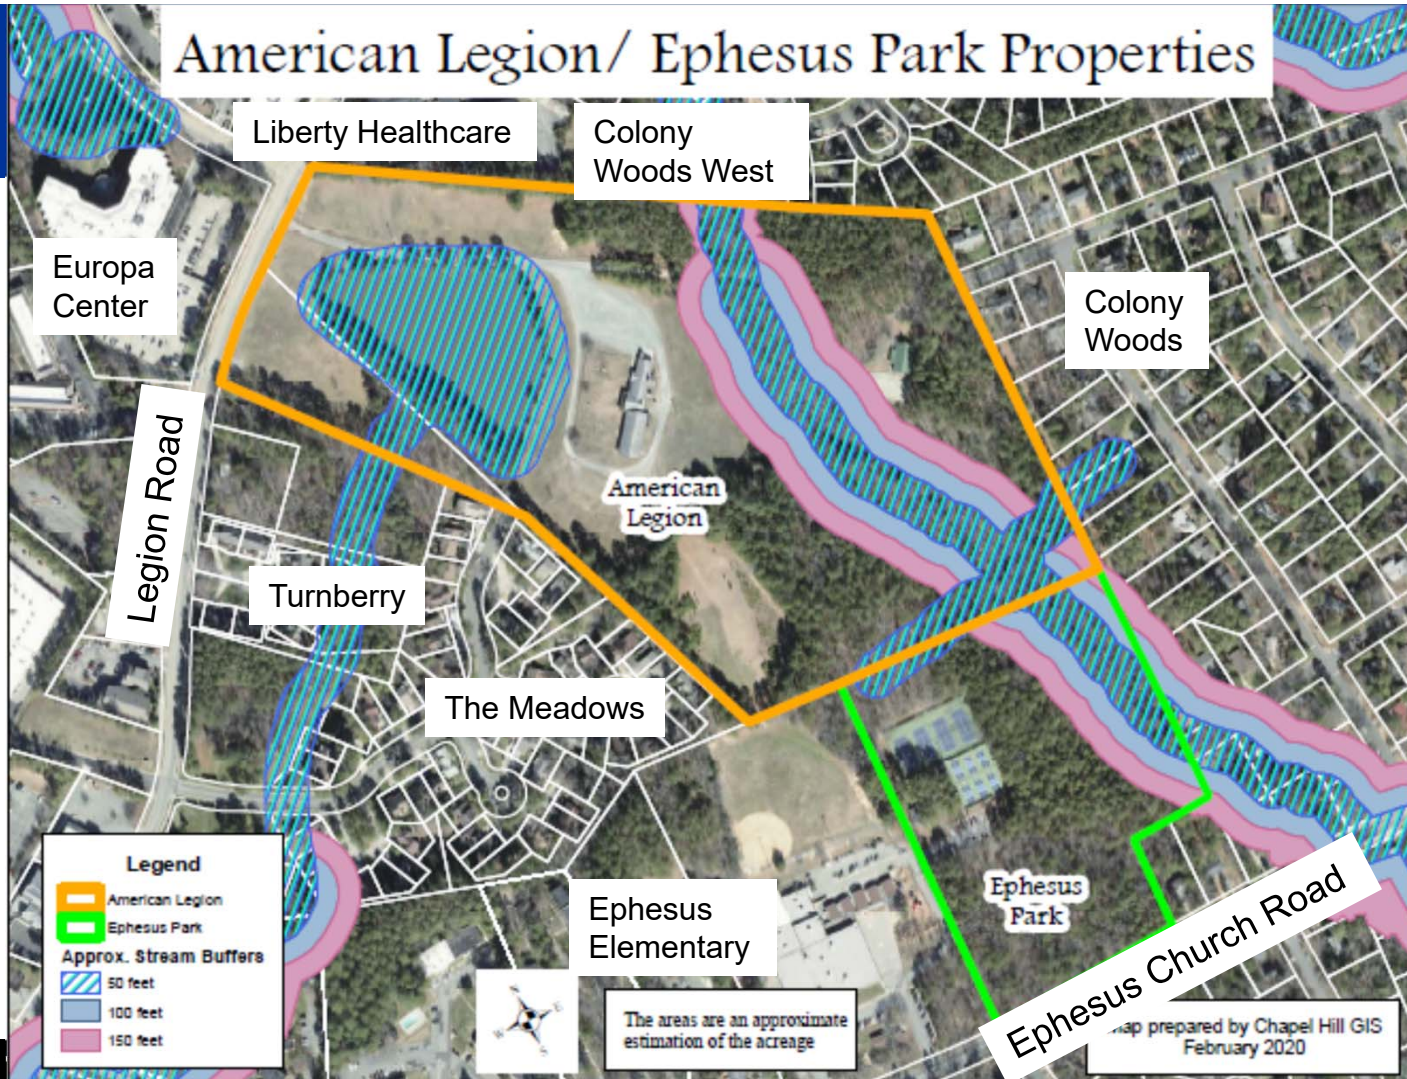 American Legion/ Ephesus Park Properties
Liberty Healthcare
Colony
Woods West
Europa
Center
Colony
Woods
Legion Road
American
Legion
Turnberry
The Meadows
Ephesus
Park
Ephesus
Elementary
Ephesus Church Road
Legend
American Legion
Ephesus Park
Approx. Stream Buffers
50 feet
100 feet
150 feet
The areas are an approximate
estimation of the acreage
prepared by Chapel Hill GIS
February 2020